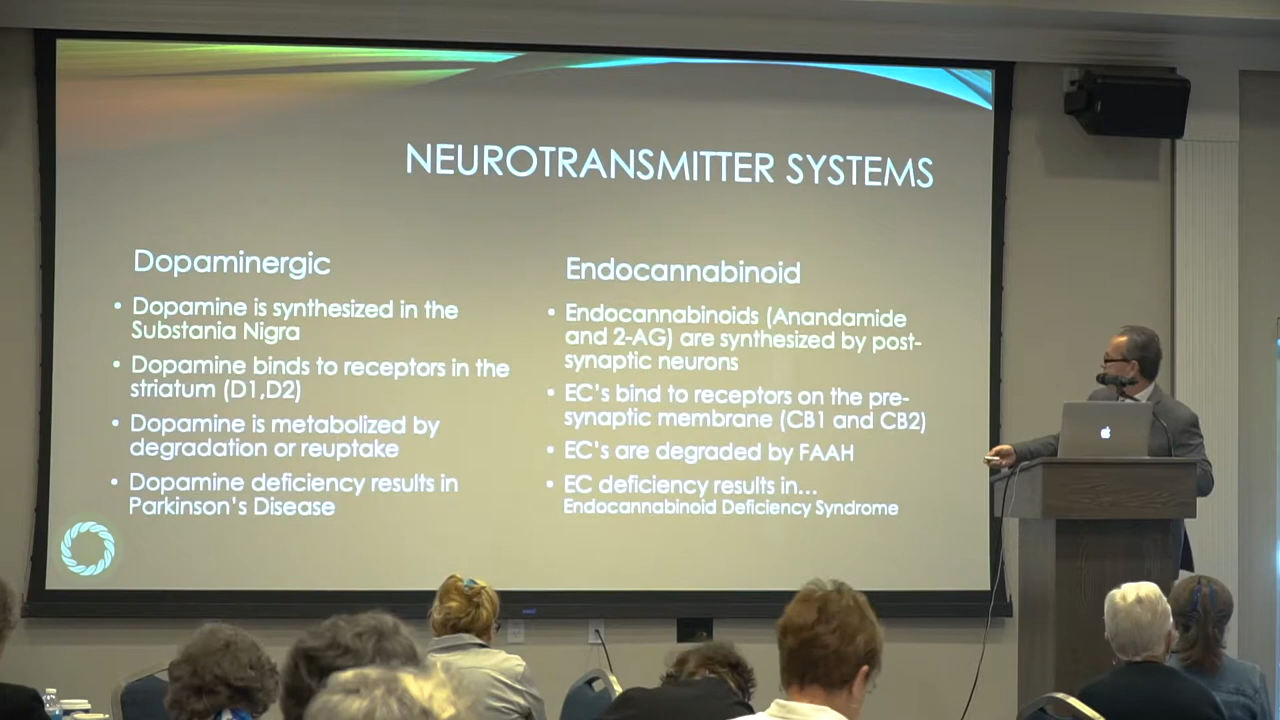 NEUROTRANSMITTER SYSTEMS
Dopaminergic
• Dopamine is synthesized in the
Substania Nigra
• Dopamine binds to receptors in the
striatum (D1,D2)
• Dopamine is metabolized by
degradation or reuptake
• Dopamine deficiency results in
Parkinson's Disease
Endocannabinoid
• Endocannabinoids (Anandamide
and 2-AG) are synthesized by post-
synaptic neurons
• EC's bind to receptors on the pre-
synaptic membrane (CB1 and CB2)
• EC's are degraded by FAAH
• EC deficiency results in...
Endocannabinoid Deficiency Syndrome